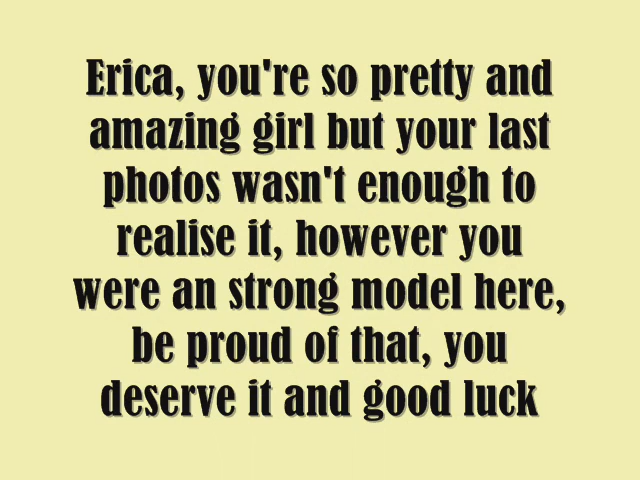 Erica, you're so pretty and
amazing girl but your last
photos wasn't enough to
realise it, however you
were an strong model here,
be proud of that, you
deserve it and good luck